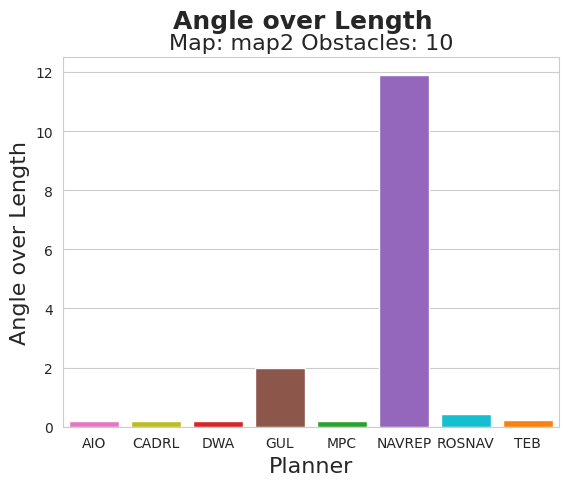 Angle over Length
Map: map2 Obstacles: 10
Angle over Length
12
10
8
6
4
2
0
AIO CADRL DWA GUL MPC NAVREP ROSNAV TEB
Planner